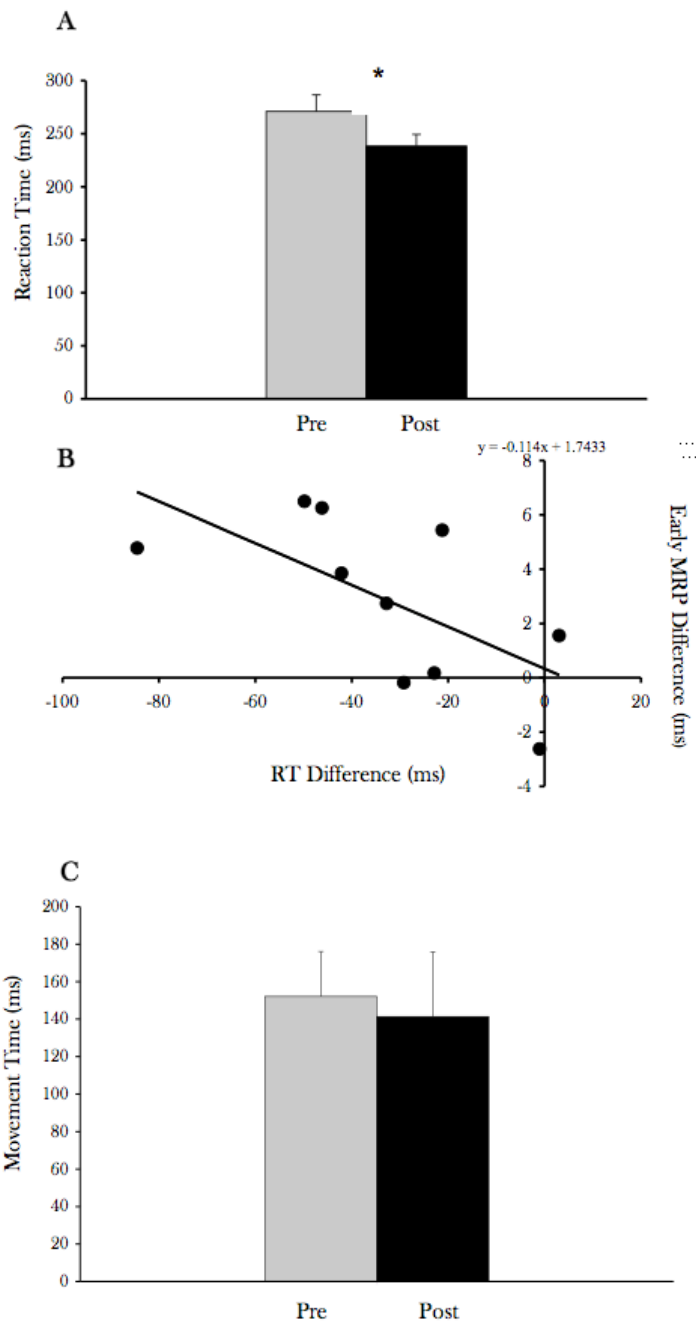 A
*
300
250
200
150
100
50
0
Reaction Time (ms)
Pre Post
B
y = -0.114x + 1.7433
8
6
4
2
0
-2
-4
Early MRP Difference (ms)
-100 -80 -60 -40 -20 0 20
RT Difference (ms)
C
200
180
160
140
120
100
80
60
40
20
0
Movement Time (ms)
Pre Post